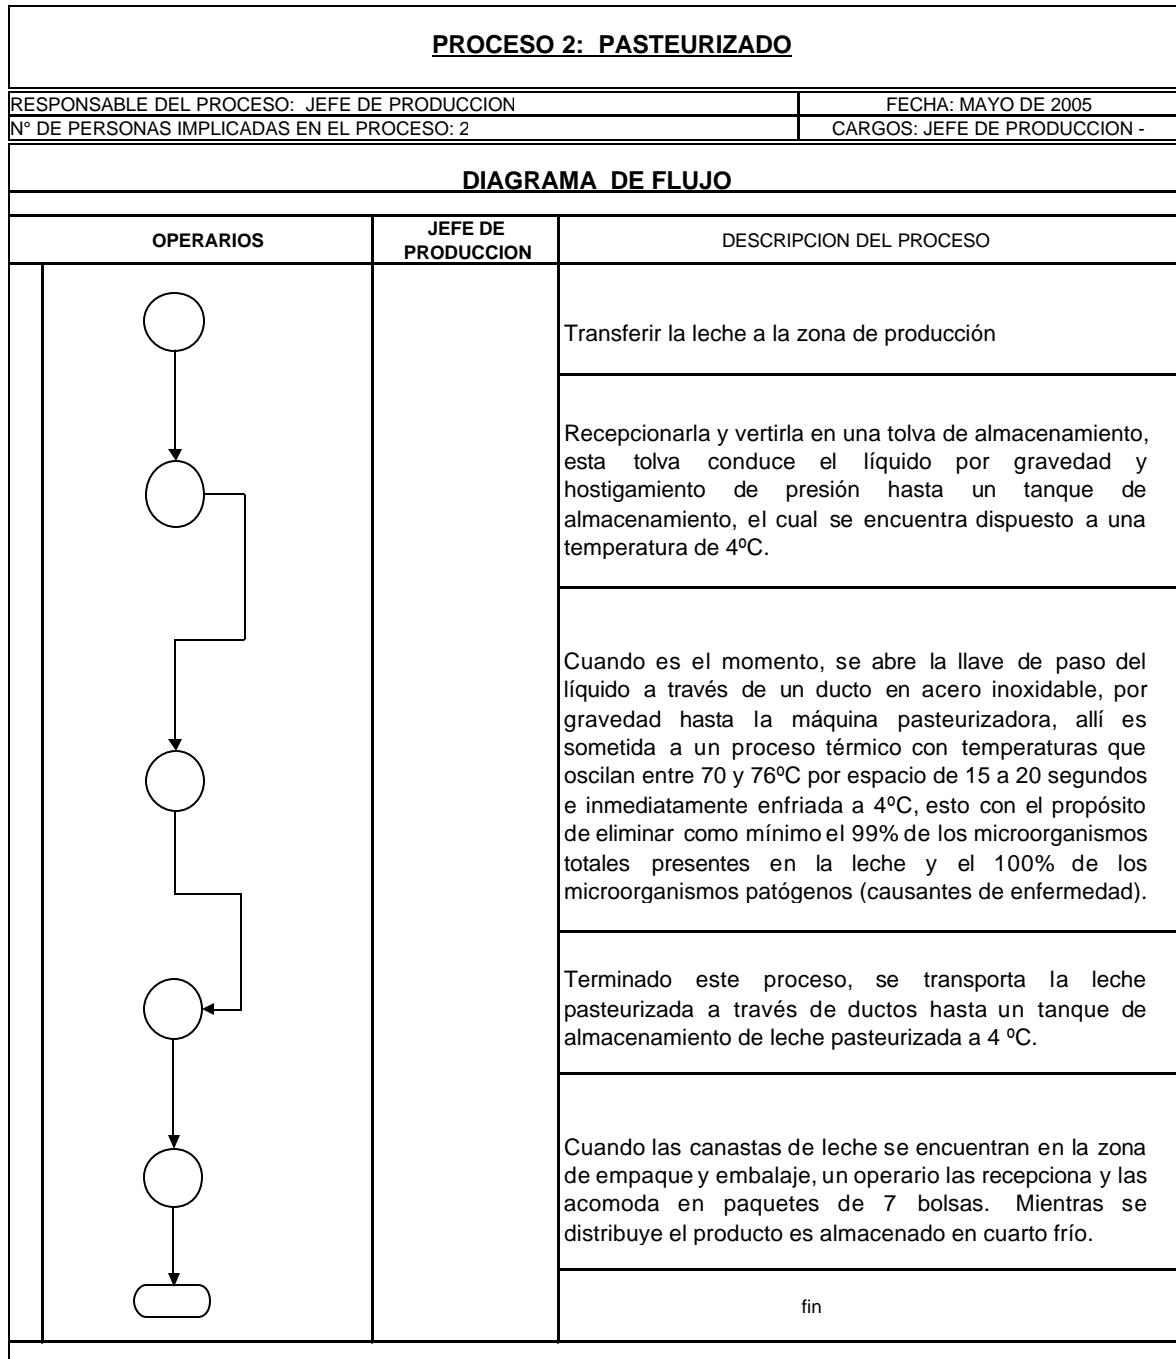 PROCESO 2: PASTEURIZADO
RESPONSABLE DEL PROCESO: JEFE DE PRODUCCION
FECHA: MAYO DE 2005
N° DE PERSONAS IMPLICADAS EN EL PROCESO: 2
CARGOS: JEFE DE PRODUCCION -
DIAGRAMA DE FLUJO
OPERARIOS
JEFE DE
PRODUCCION
DESCRIPCION DEL PROCESO
Transferir la leche a la zona de producción
Recepcionarla y vertirla en una tolva de almacenamiento,
esta tolva conduce el líquido por gravedad y
hostigamiento de presión hasta un tanque de
almacenamiento, el cual se encuentra dispuesto a una
temperatura de 4ºC.
Cuando es el momento, se abre la llave de paso del
líquido a través de un ducto en acero inoxidable, por
gravedad hasta la máquina pasteurizadora, allí es
sometida a un proceso térmico con temperaturas que
oscilan entre 70 y 76ºC por espacio de 15 a 20 segundos
e inmediatamente enfriada a 4ºC, esto con el propósito
de eliminar como mínimo el 99% de los microorganismos
totales presentes en la leche y el 100% de los
microorganismos patógenos (causantes de enfermedad).
Terminado este proceso, se transporta la leche
pasteurizada a través de ductos hasta un tanque de
almacenamiento de leche pasteurizada a 4 ºC.
Cuando las canastas de leche se encuentran en la zona
de empaque y embalaje, un operario las recepciona y las
acomoda en paquetes de 7 bolsas. Mientras se
distribuye el producto es almacenado en cuarto frío.
fin